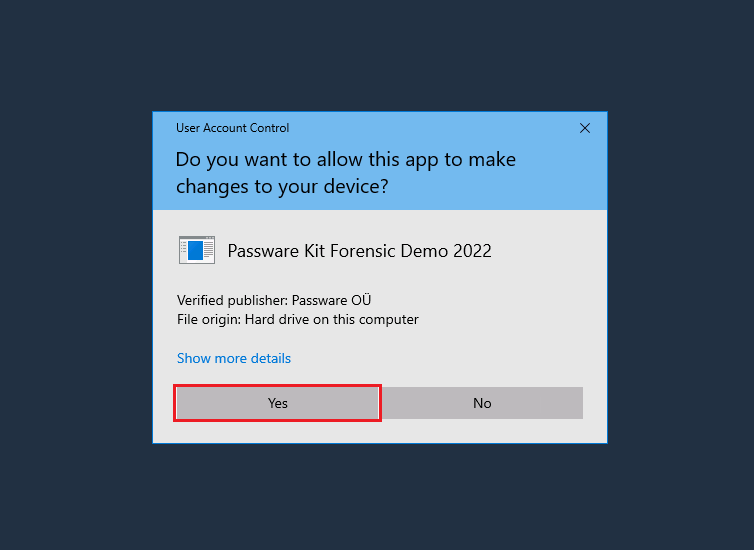 User Account Control
Do you want to allow this app to make
changes to your device?
Passware Kit Forensic Demo 2022
Verified publisher: Passware OÜ
File origin: Hard drive on this computer
Show more details
Yes
No